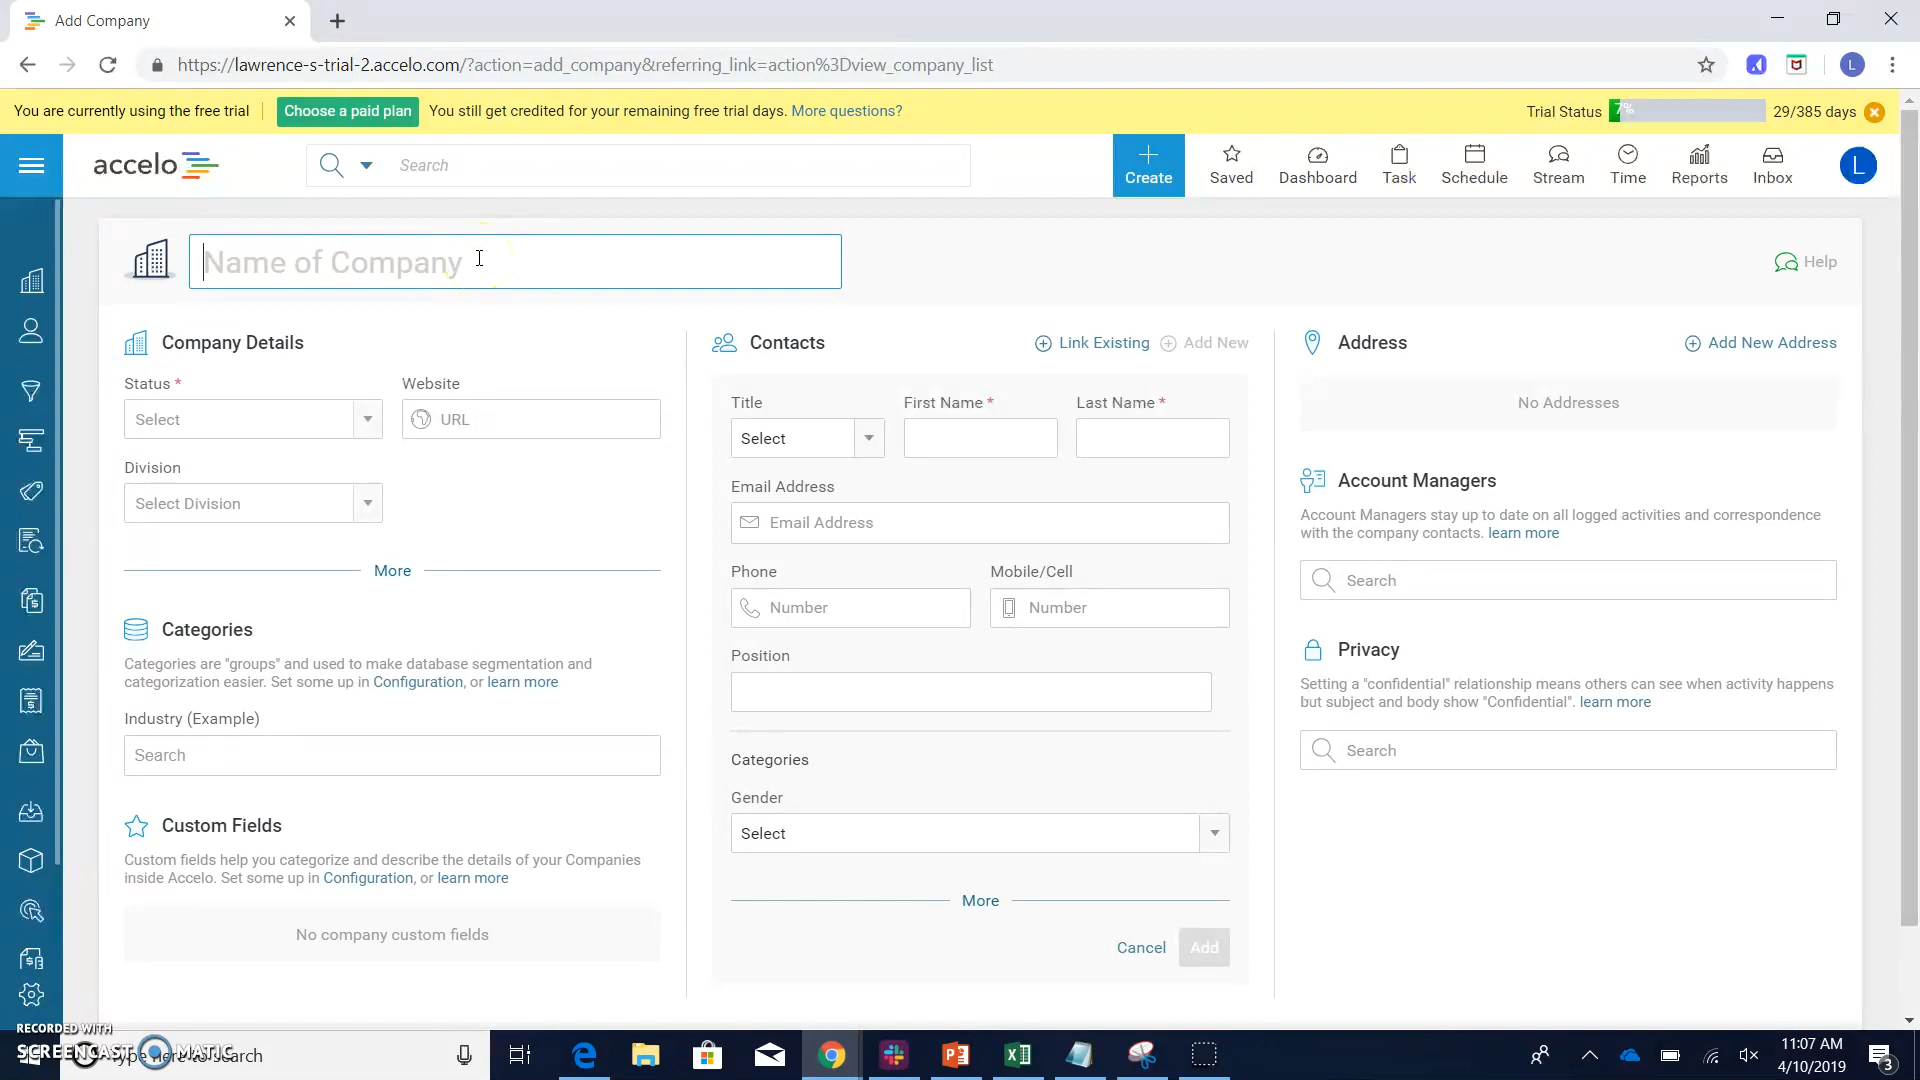 Add Company
https://lawrence-s-trial-2.accelo.com/?action=add_company&referring_link=action%3Dview_company_list
L
You are currently using the free trial
Choose a paid plan
You still get credited for your remaining free trial days. More questions?
Trial Status
7%
29/385 days
accelo
Search
Create
Saved
Dashboard
Task
Schedule
Stream
Time
Reports
Inbox
L
Name of Company
Help
Company Details
Status *
Website
Select
URL
Division
Select Division
More
Categories
Categories are "groups" and used to make database segmentation and
categorization easier. Set some up in Configuration, or learn more
Industry (Example)
Search
Custom Fields
Custom fields help you categorize and describe the details of your Companies
inside Accelo. Set some up in Configuration, or learn more
No company custom fields
Contacts
Link Existing
Add New
Title
First Name *
Last Name *
Select
Email Address
Email Address
Phone
Mobile/Cell
Number
Number
Position
Categories
Gender
Select
More
Cancel
Add
Address
Add New Address
No Addresses
Account Managers
Account Managers stay up to date on all logged activities and correspondence
with the company contacts. learn more
Search
Privacy
Setting a "confidential" relationship means others can see when activity happens
but subject and body show "Confidential". learn more
Search
RECORDED WITH
SCREENCAST MATIC
Type here to search
11:07 AM
4/10/2019
3